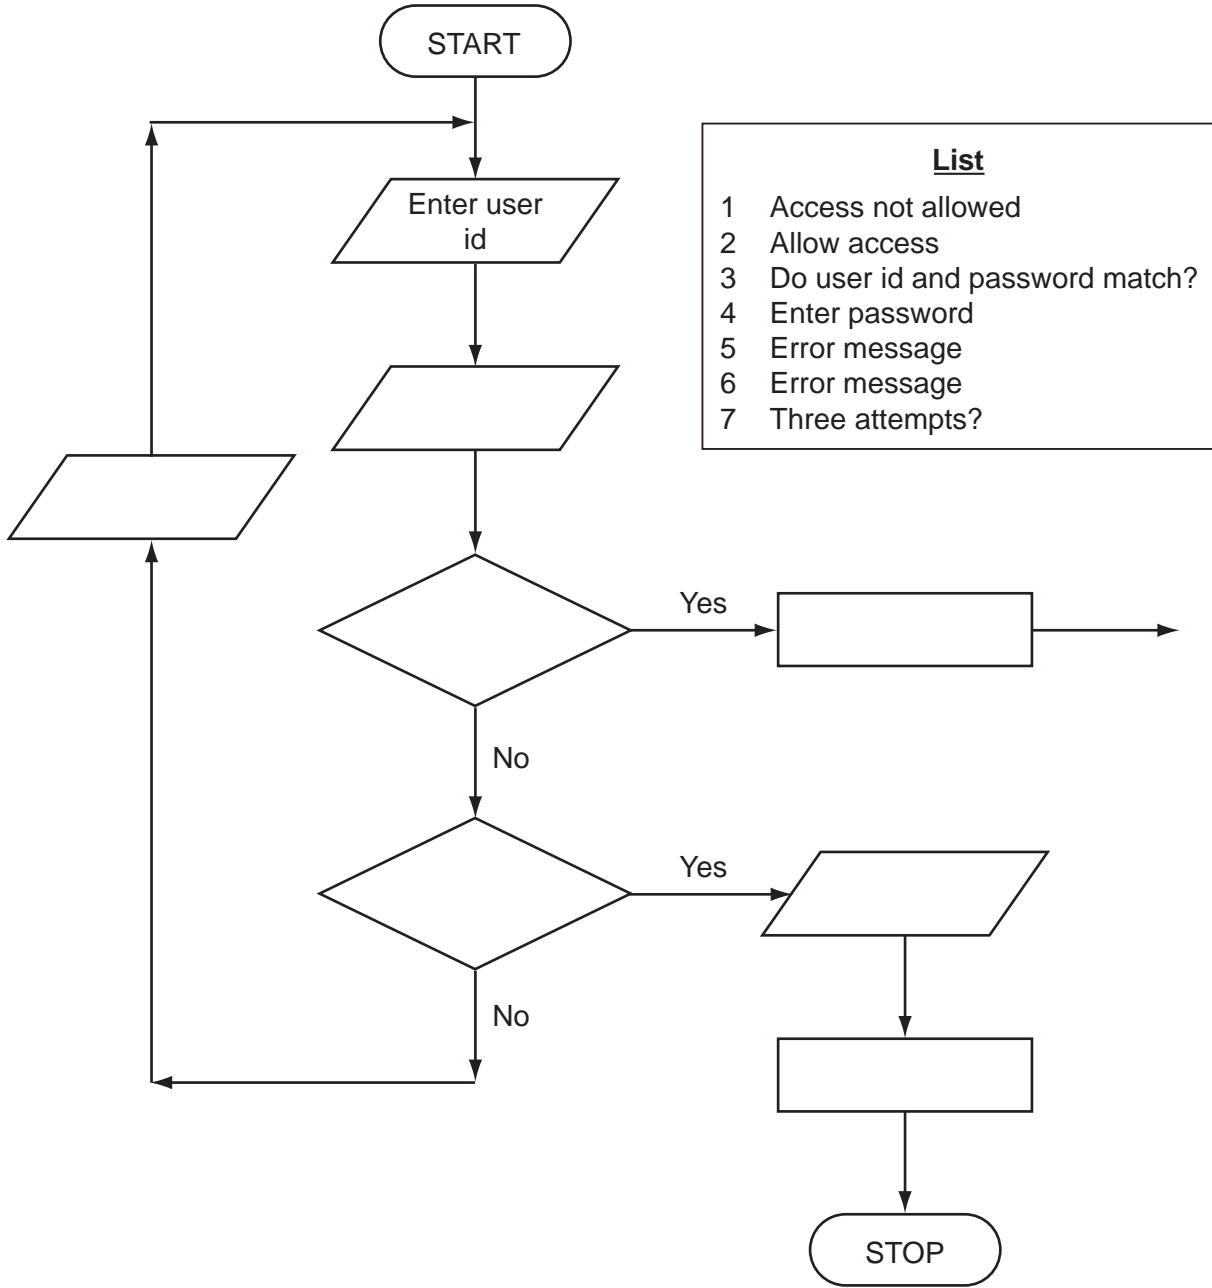 START
Enter user
id
List
1 Access not allowed
2 Allow access
3 Do user id and password match?
4 Enter password
5 Error message
6 Error message
7 Three attempts?
Yes
No
Yes
No
STOP